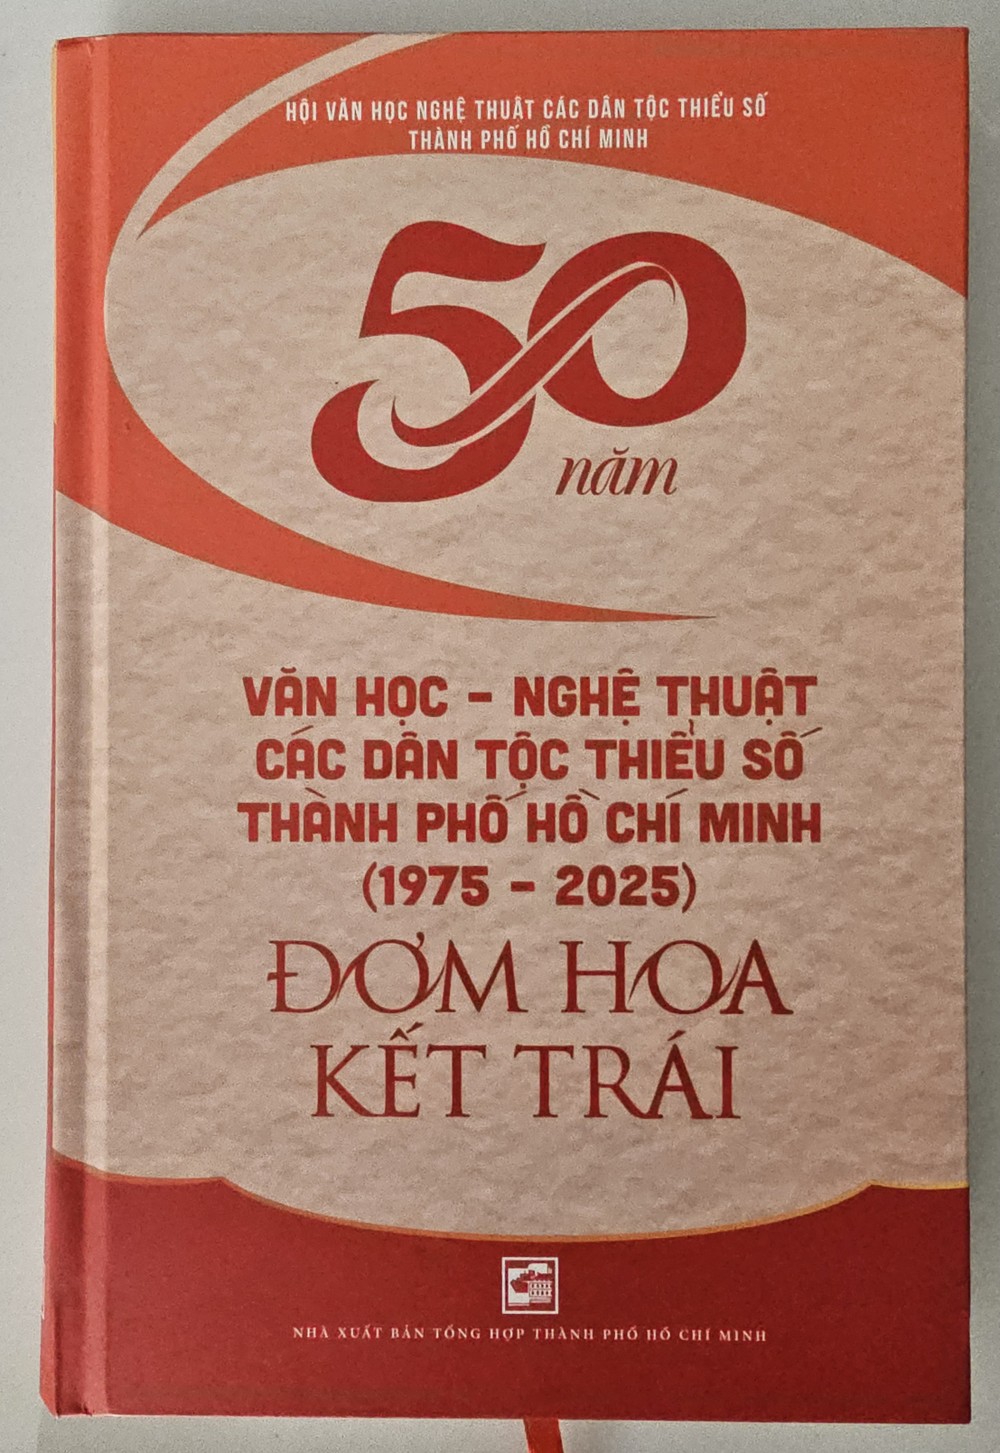 HỘI VĂN HỌC NGHỆ THUẬT CÁC DÂN TỘC THIỂU SỐ
THÀNH PHỐ HỒ CHÍ MINH
50
năm
VĂN HỌC - NGHỆ THUẬT
CÁC DÂN TỘC THIỂU SỐ
THÀNH PHỐ HỒ CHÍ MINH
(1975 - 2025)
ĐƠM HOA
KẾT TRÁI
NHÀ XUẤT BẢN TỔNG HỢP THÀNH PHỐ HỒ CHÍ MINH